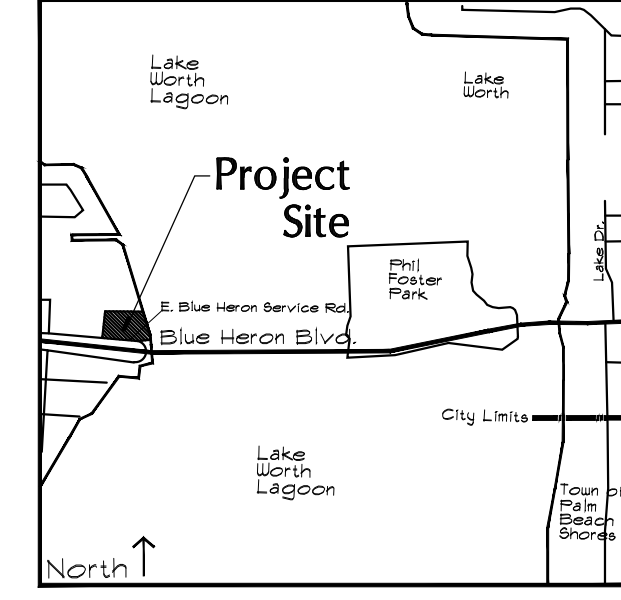 Lake
Worth
Lagoon
Lake
Worth
Project
Site
Lake Dr.
Phil
Foster
Park
E. Blue Heron Service Rd.
Blue Heron Blvd.
City Limits
Lake
Worth
Lagoon
Town of
Palm
Beach
Shores
North